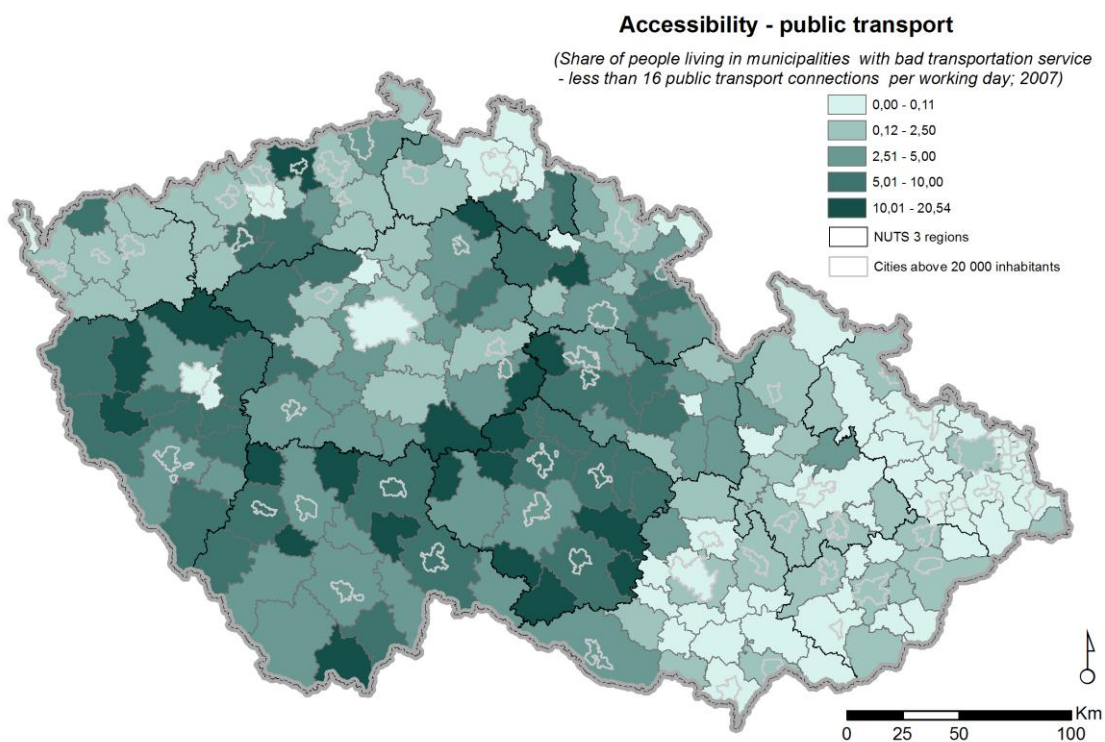 Accessibility - public transport
(Share of people living in municipalities with bad transportation service
- less than 16 public transport connections per working day; 2007)
0,00 - 0,11
0,12 - 2,50
2,51 - 5,00
5,01 - 10,00
10,01 - 20,54
NUTS 3 regions
Cities above 20 000 inhabitants
Km
0 25 50 100